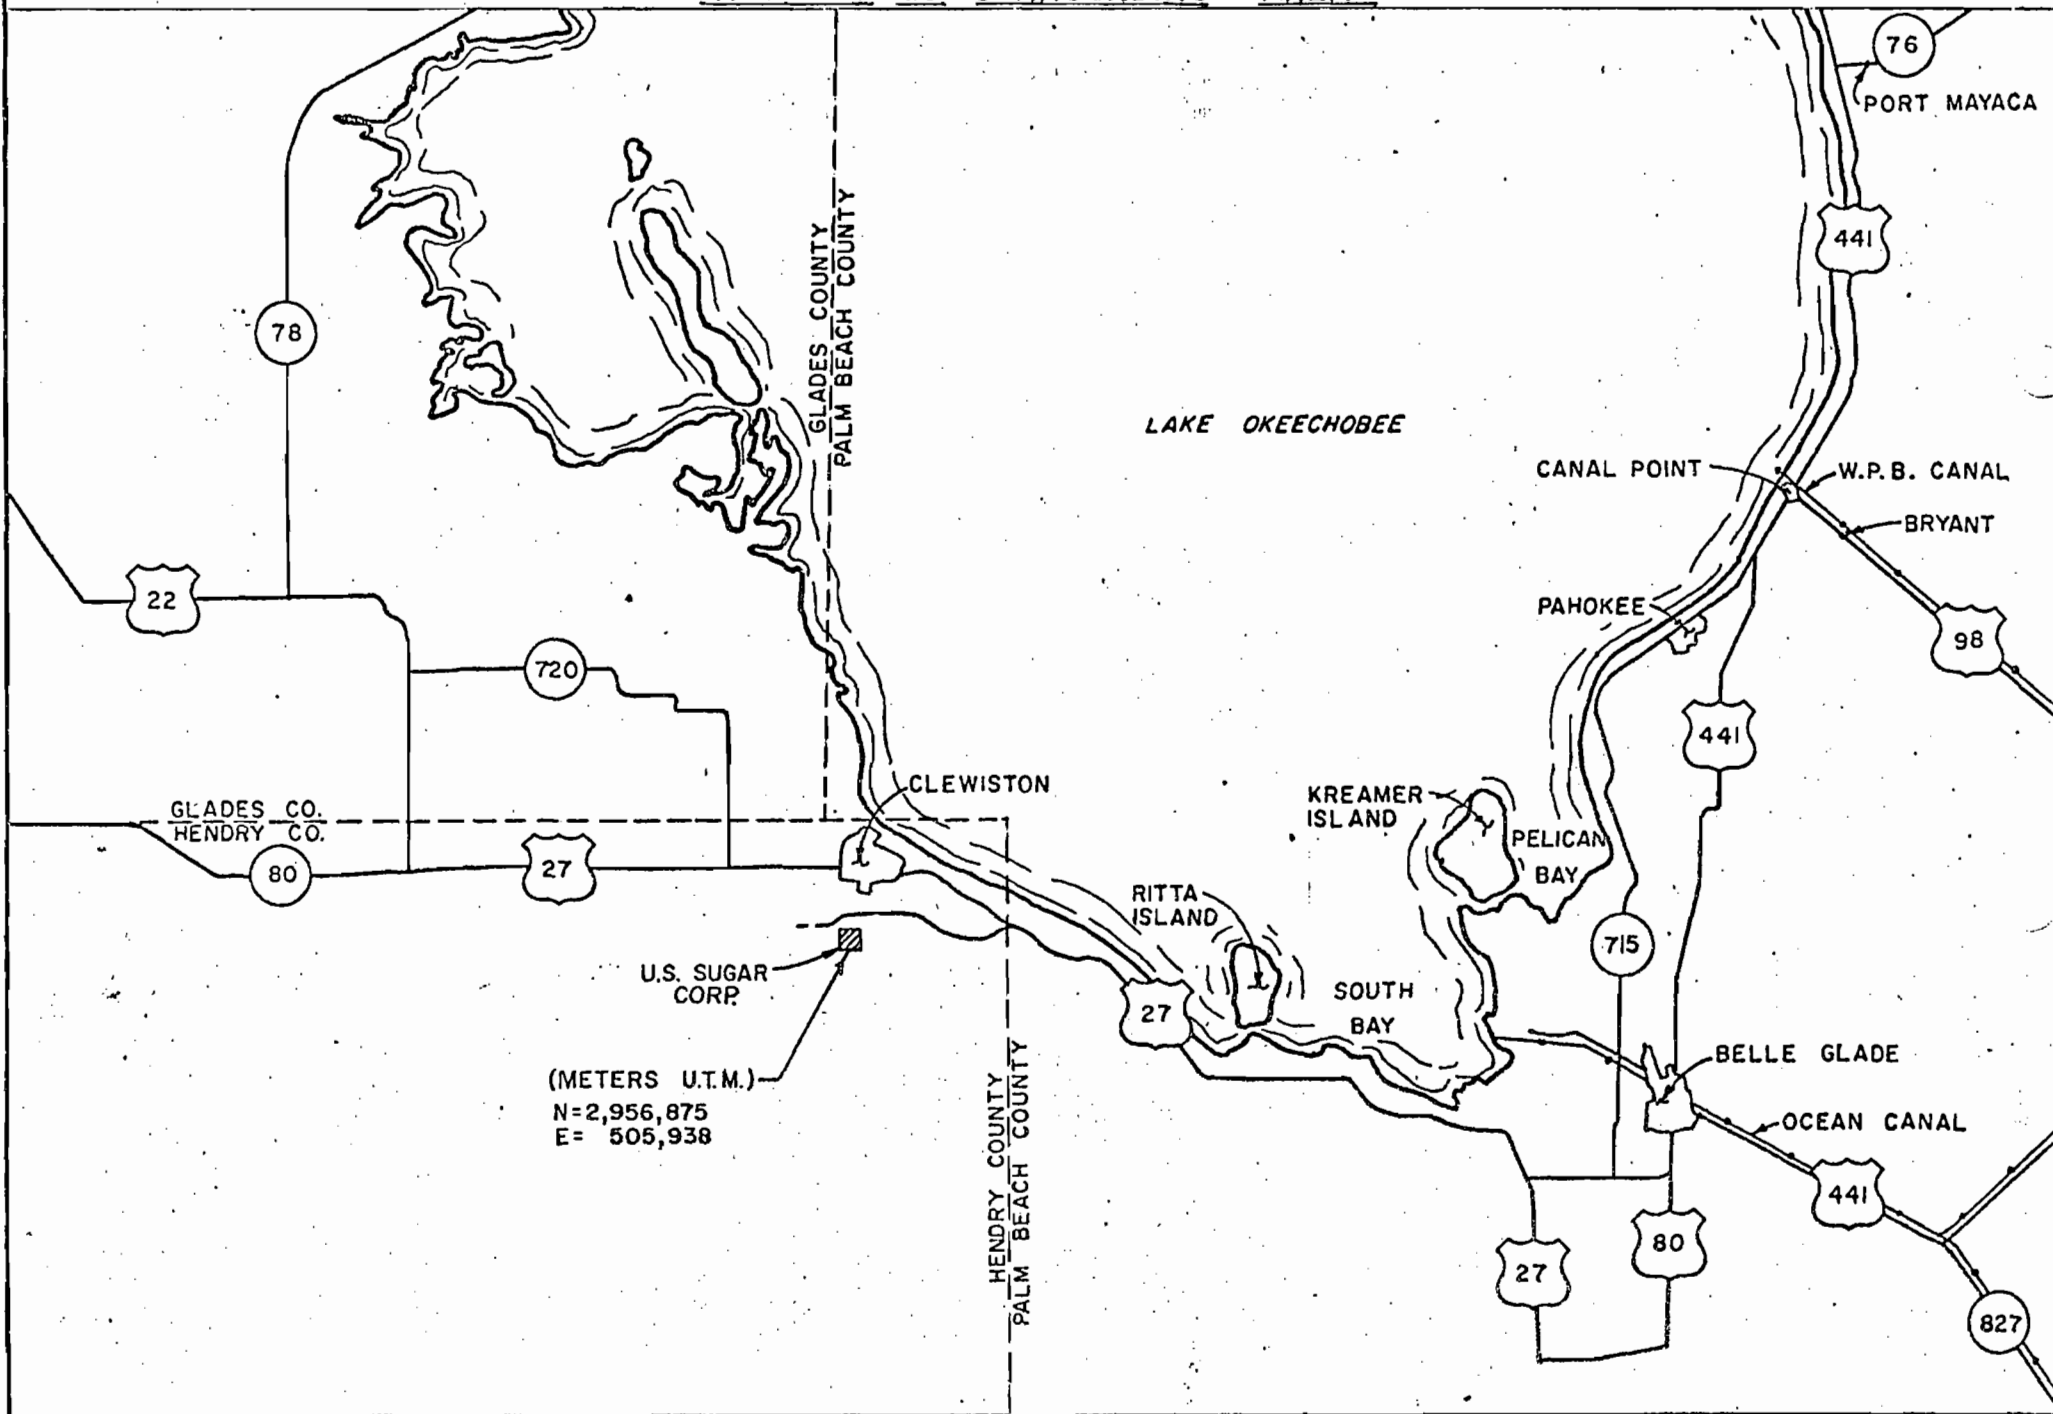 76
PORT MAYACA
441
GLADES COUNTY
PALM BEACH COUNTY
78
LAKE OKEECHOBEE
CANAL POINT
W.P.B. CANAL
BRYANT
22
PAHOKEE
98
720
441
CLEWISTON
KREAMER
ISLAND
PELICAN
BAY
GLADES CO.
HENDRY CO.
80
27
RITTA
ISLAND
715
U.S. SUGAR
CORP.
SOUTH
BAY
27
BELLE GLADE
(METERS U.T.M.)
N=2,956,875
E= 505,938
HENDRY COUNTY
PALM BEACH COUNTY
OCEAN CANAL
441
80
27
827